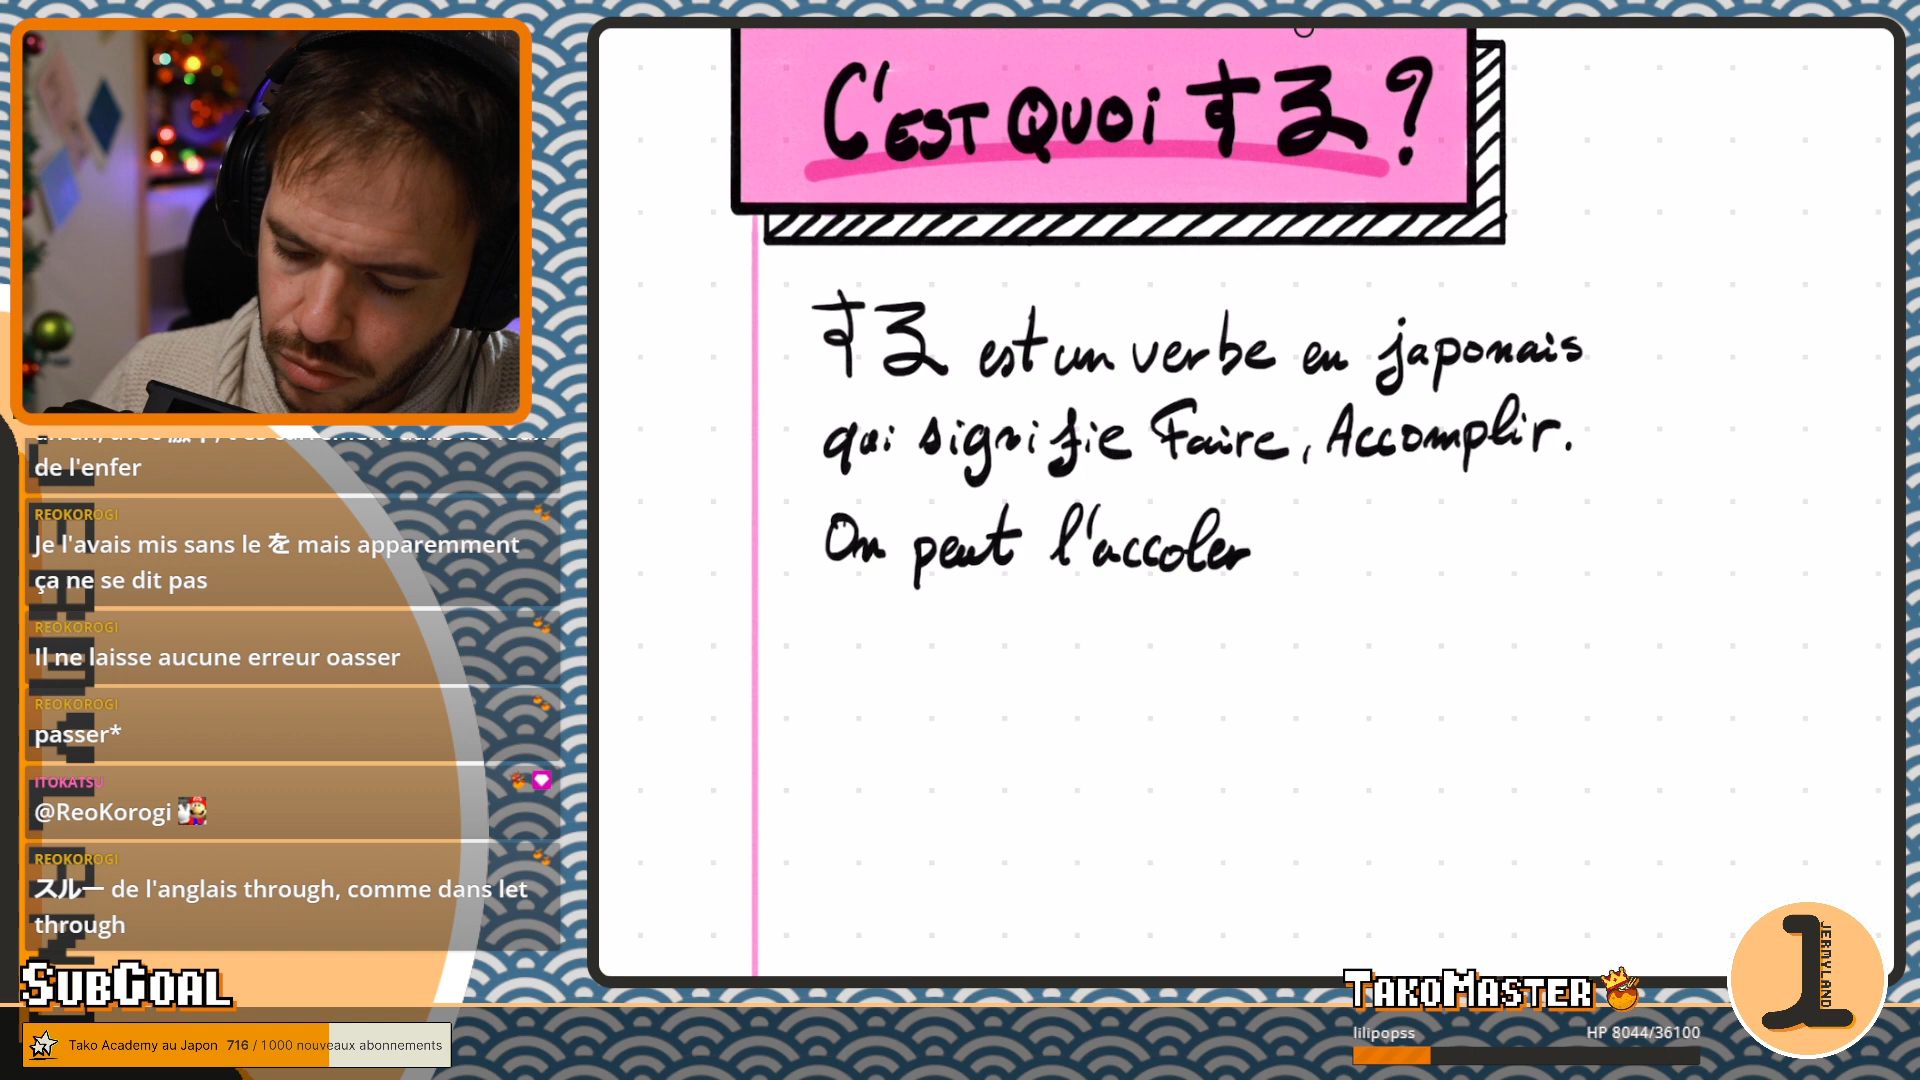 C'EST QUOI する ?
する est un verbe en japonais
qui signifie Faire, Accomplir.
On peut l'accoler
de l'enfer
REOKOROGI
Je l'avais mis sans le を mais apparemment
ça ne se dit pas
REOKOROGI
Il ne laisse aucune erreur oasser
REOKOROGI
passer*
ITOKATSU
@ReoKorogi
REOKOROGI
スルー de l'anglais through, comme dans let
through
SUBGOAL
Tako Academy au Japon 716 / 1000 nouveaux abonnements
TAKOMASTER
lilipopss HP 8044/36100
JERMYLAND